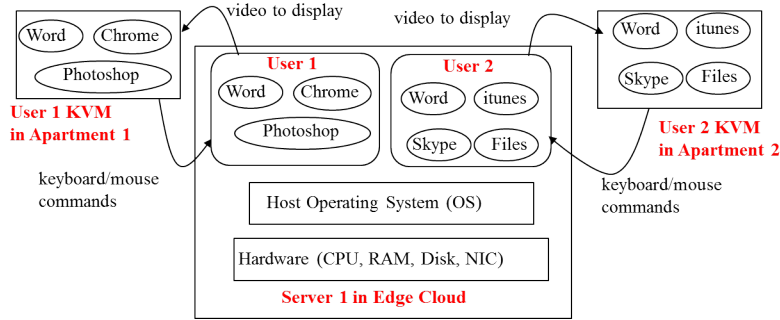 video to display
video to display
Word
Chrome
Photoshop
User 1 KVM
in Apartment 1
keyboard/mouse
commands
User 1
Word
Chrome
Photoshop
User 2
Word
itunes
Skype
Files
Word
itunes
Skype
Files
User 2 KVM
in Apartment 2
keyboard/mouse
commands
Host Operating System (OS)
Hardware (CPU, RAM, Disk, NIC)
Server 1 in Edge Cloud